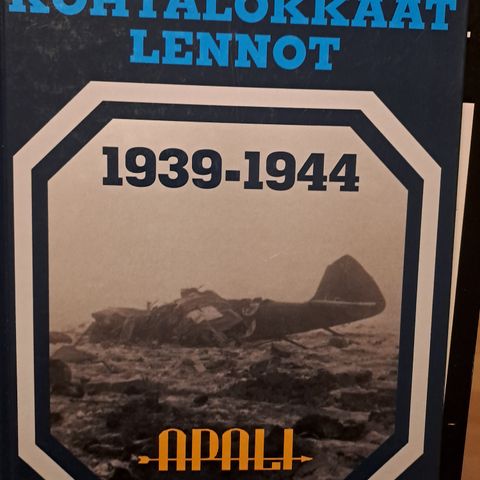 KOHTALOKKAAT
LENNOT
1939-1944
APALI